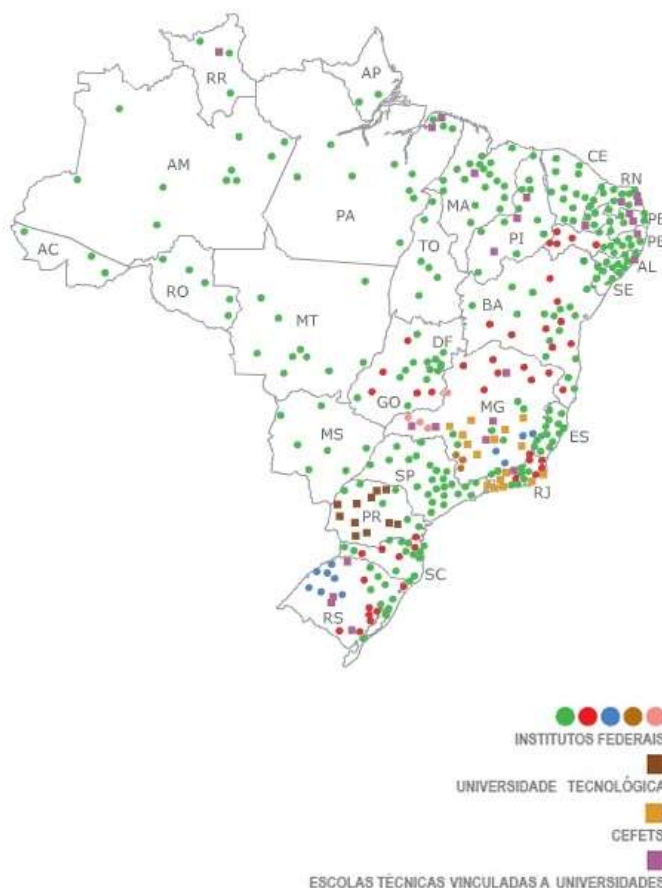 RR
AP
AM
PA
MA
CE
RN
PB
PE
AL
SE
PI
TO
AC
RO
BA
MT
DF
GO
MG
ES
MS
SP
RJ
PR
SC
RS
INSTITUTOS FEDERAIS
UNIVERSIDADE TECNOLÓGICA
CEFETS
ESCOLAS TÉCNICAS VINCULADAS A UNIVERSIDADES